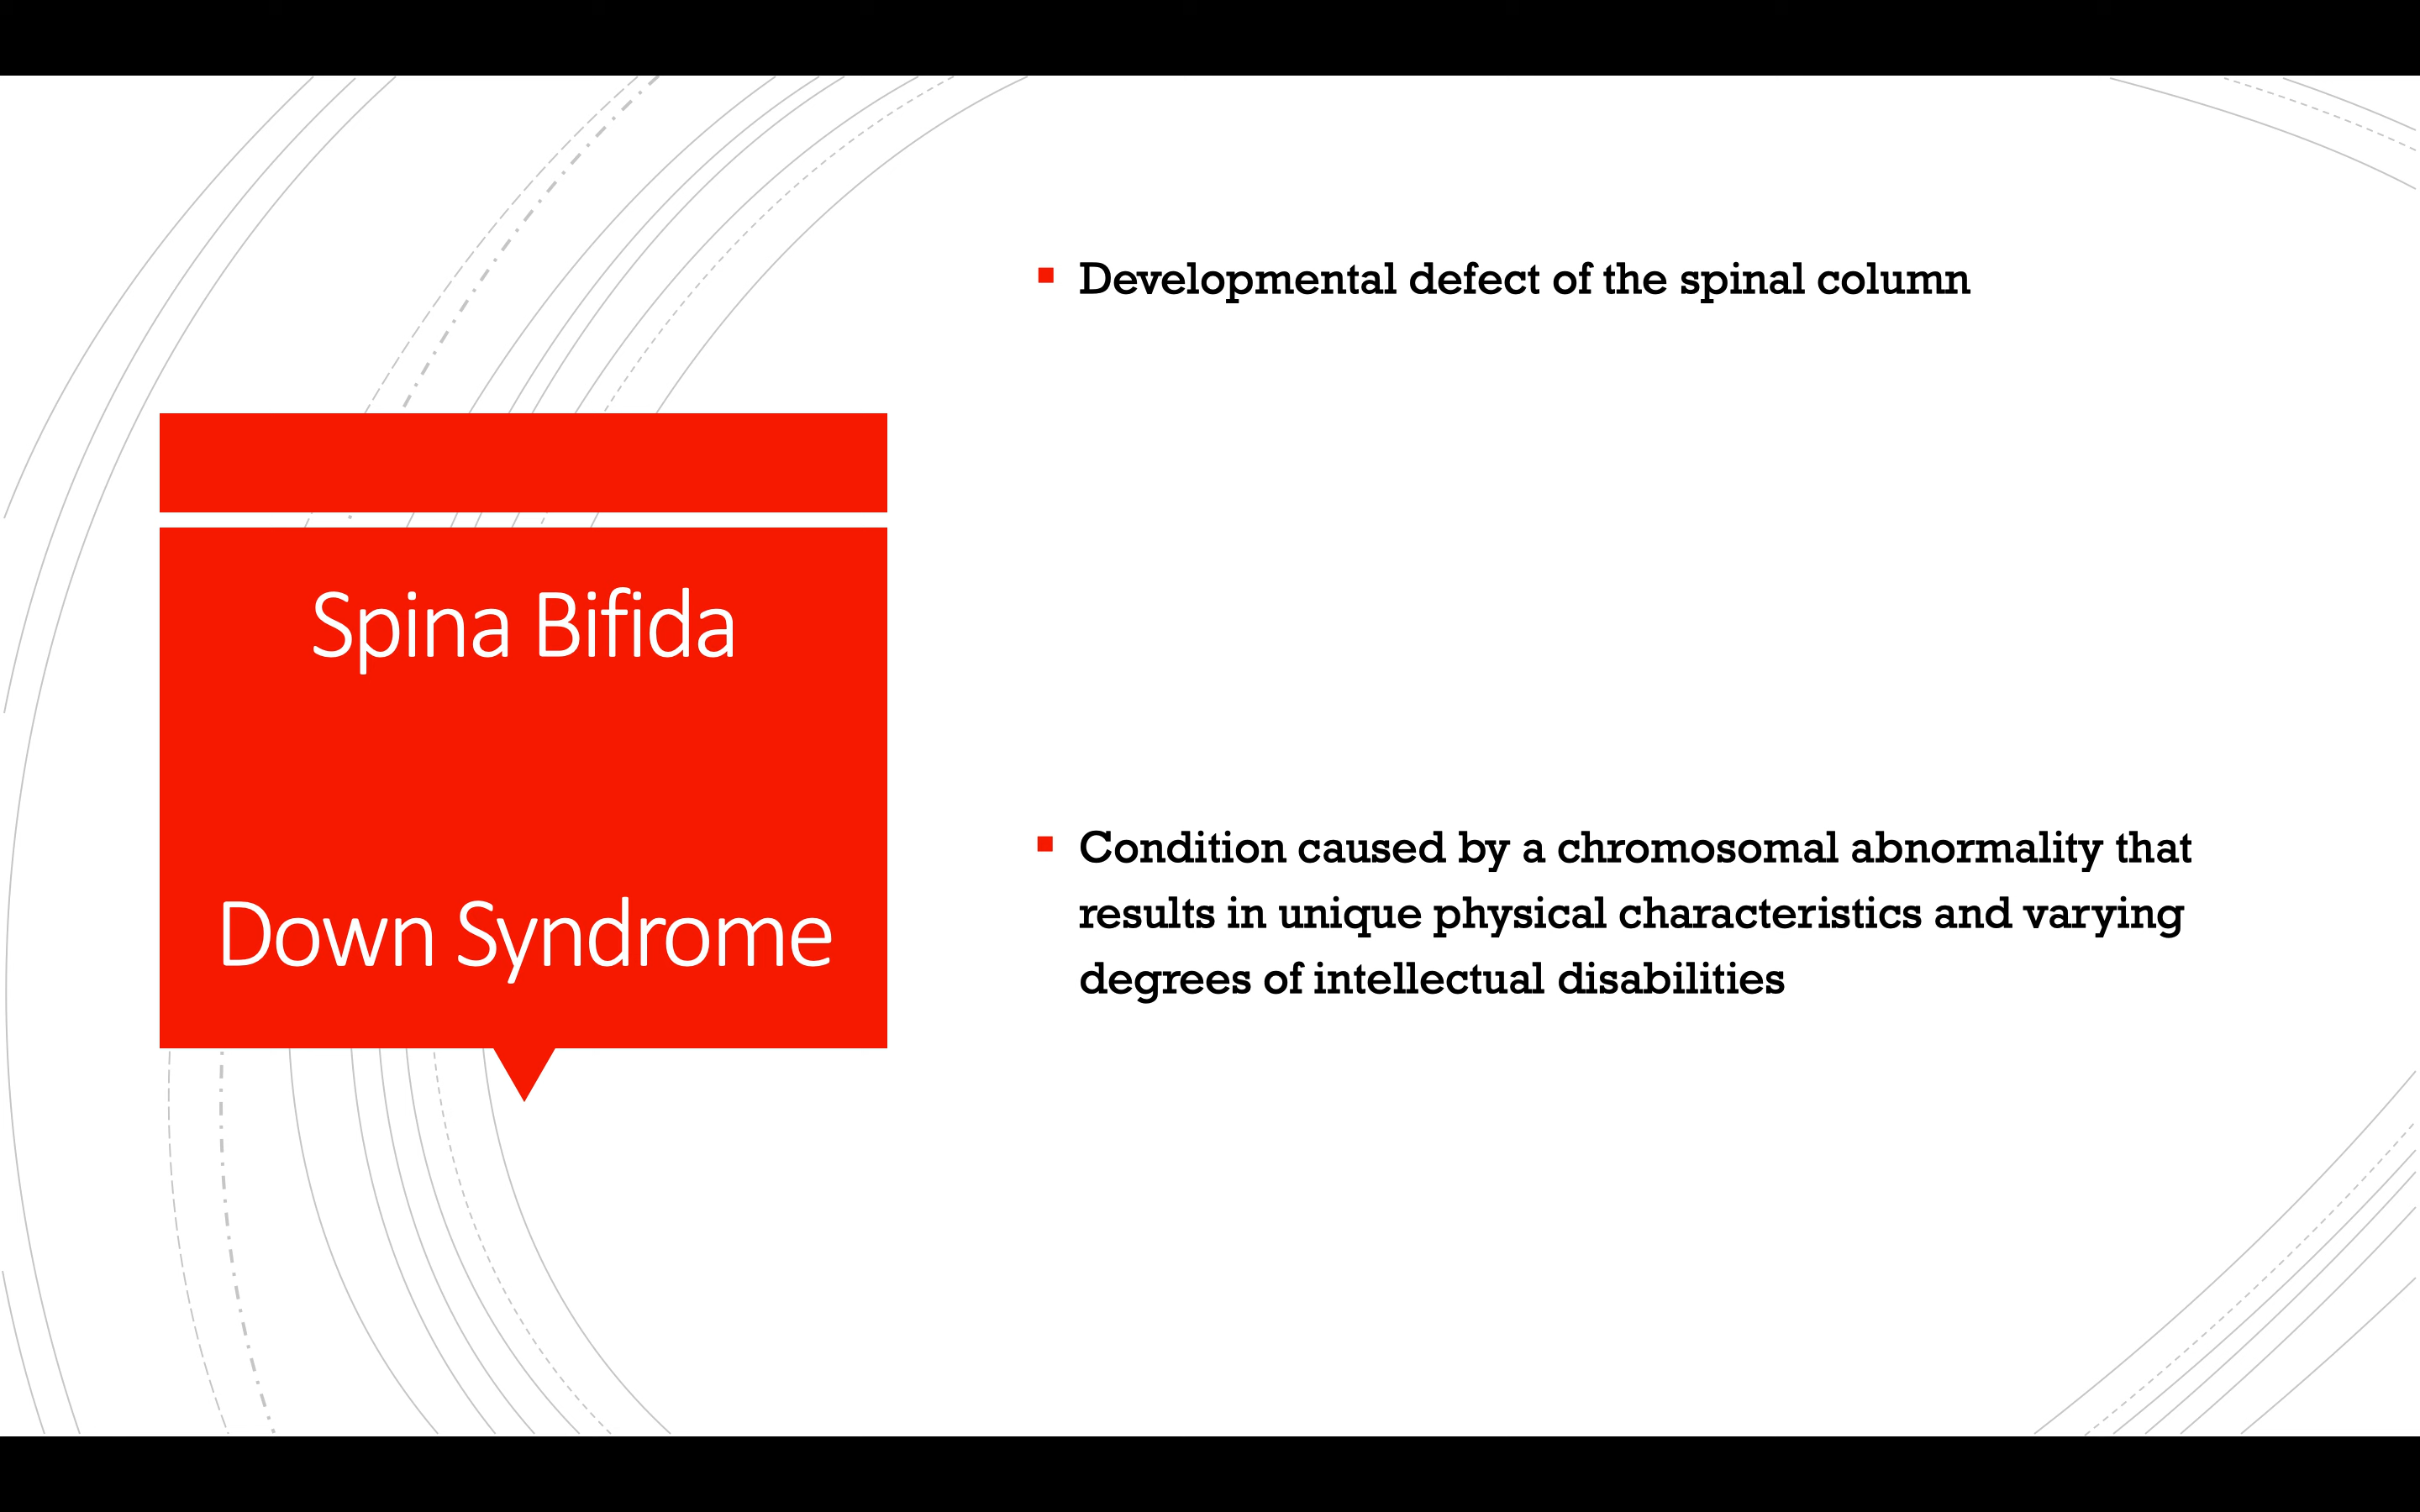 Spina Bifida
Down Syndrome
Developmental defect of the spinal column
Condition caused by a chromosomal abnormality that
results in unique physical characteristics and varying
degrees of intellectual disabilities